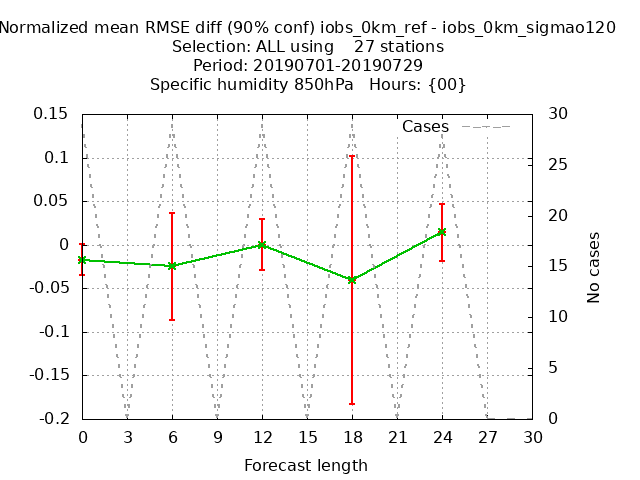 Normalized mean RMSE diff (90% conf) iobs_0km_ref - iobs_0km_sigmao120
Selection: ALL using    27 stations
Period: 20190701-20190729
Specific humidity 850hPa   Hours: {00}
Cases
0.15
0.1
0.05
0
-0.05
-0.1
-0.15
-0.2
30
25
20
15
10
5
0
No cases
0 3 6 9 12 15 18 21 24 27 30
Forecast length